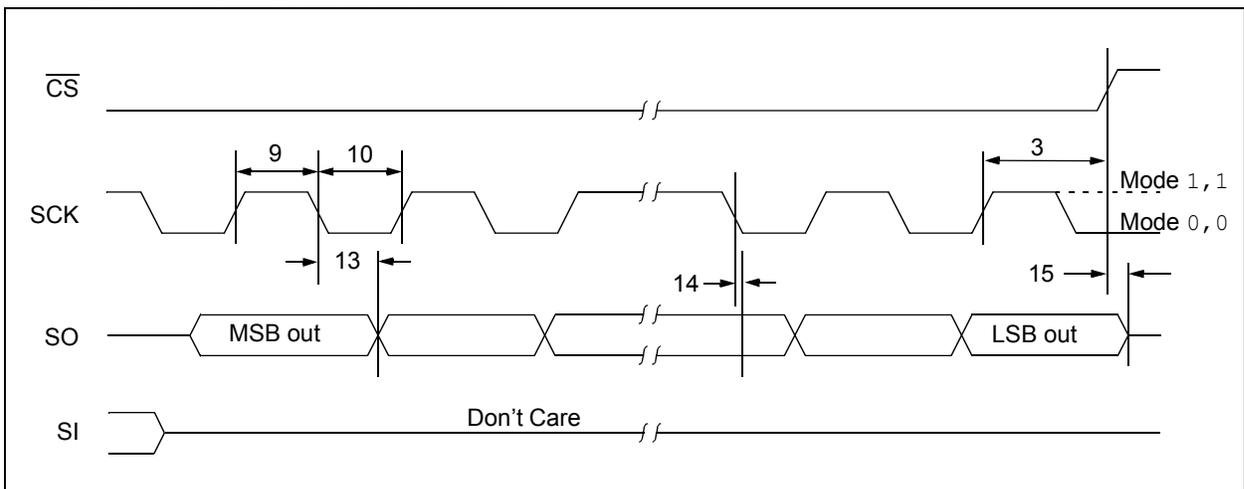 CS
9
10
3
Mode 1,1
SCK
Mode 0,0
13
14
15
SO
MSB out
LSB out
Don't Care
SI